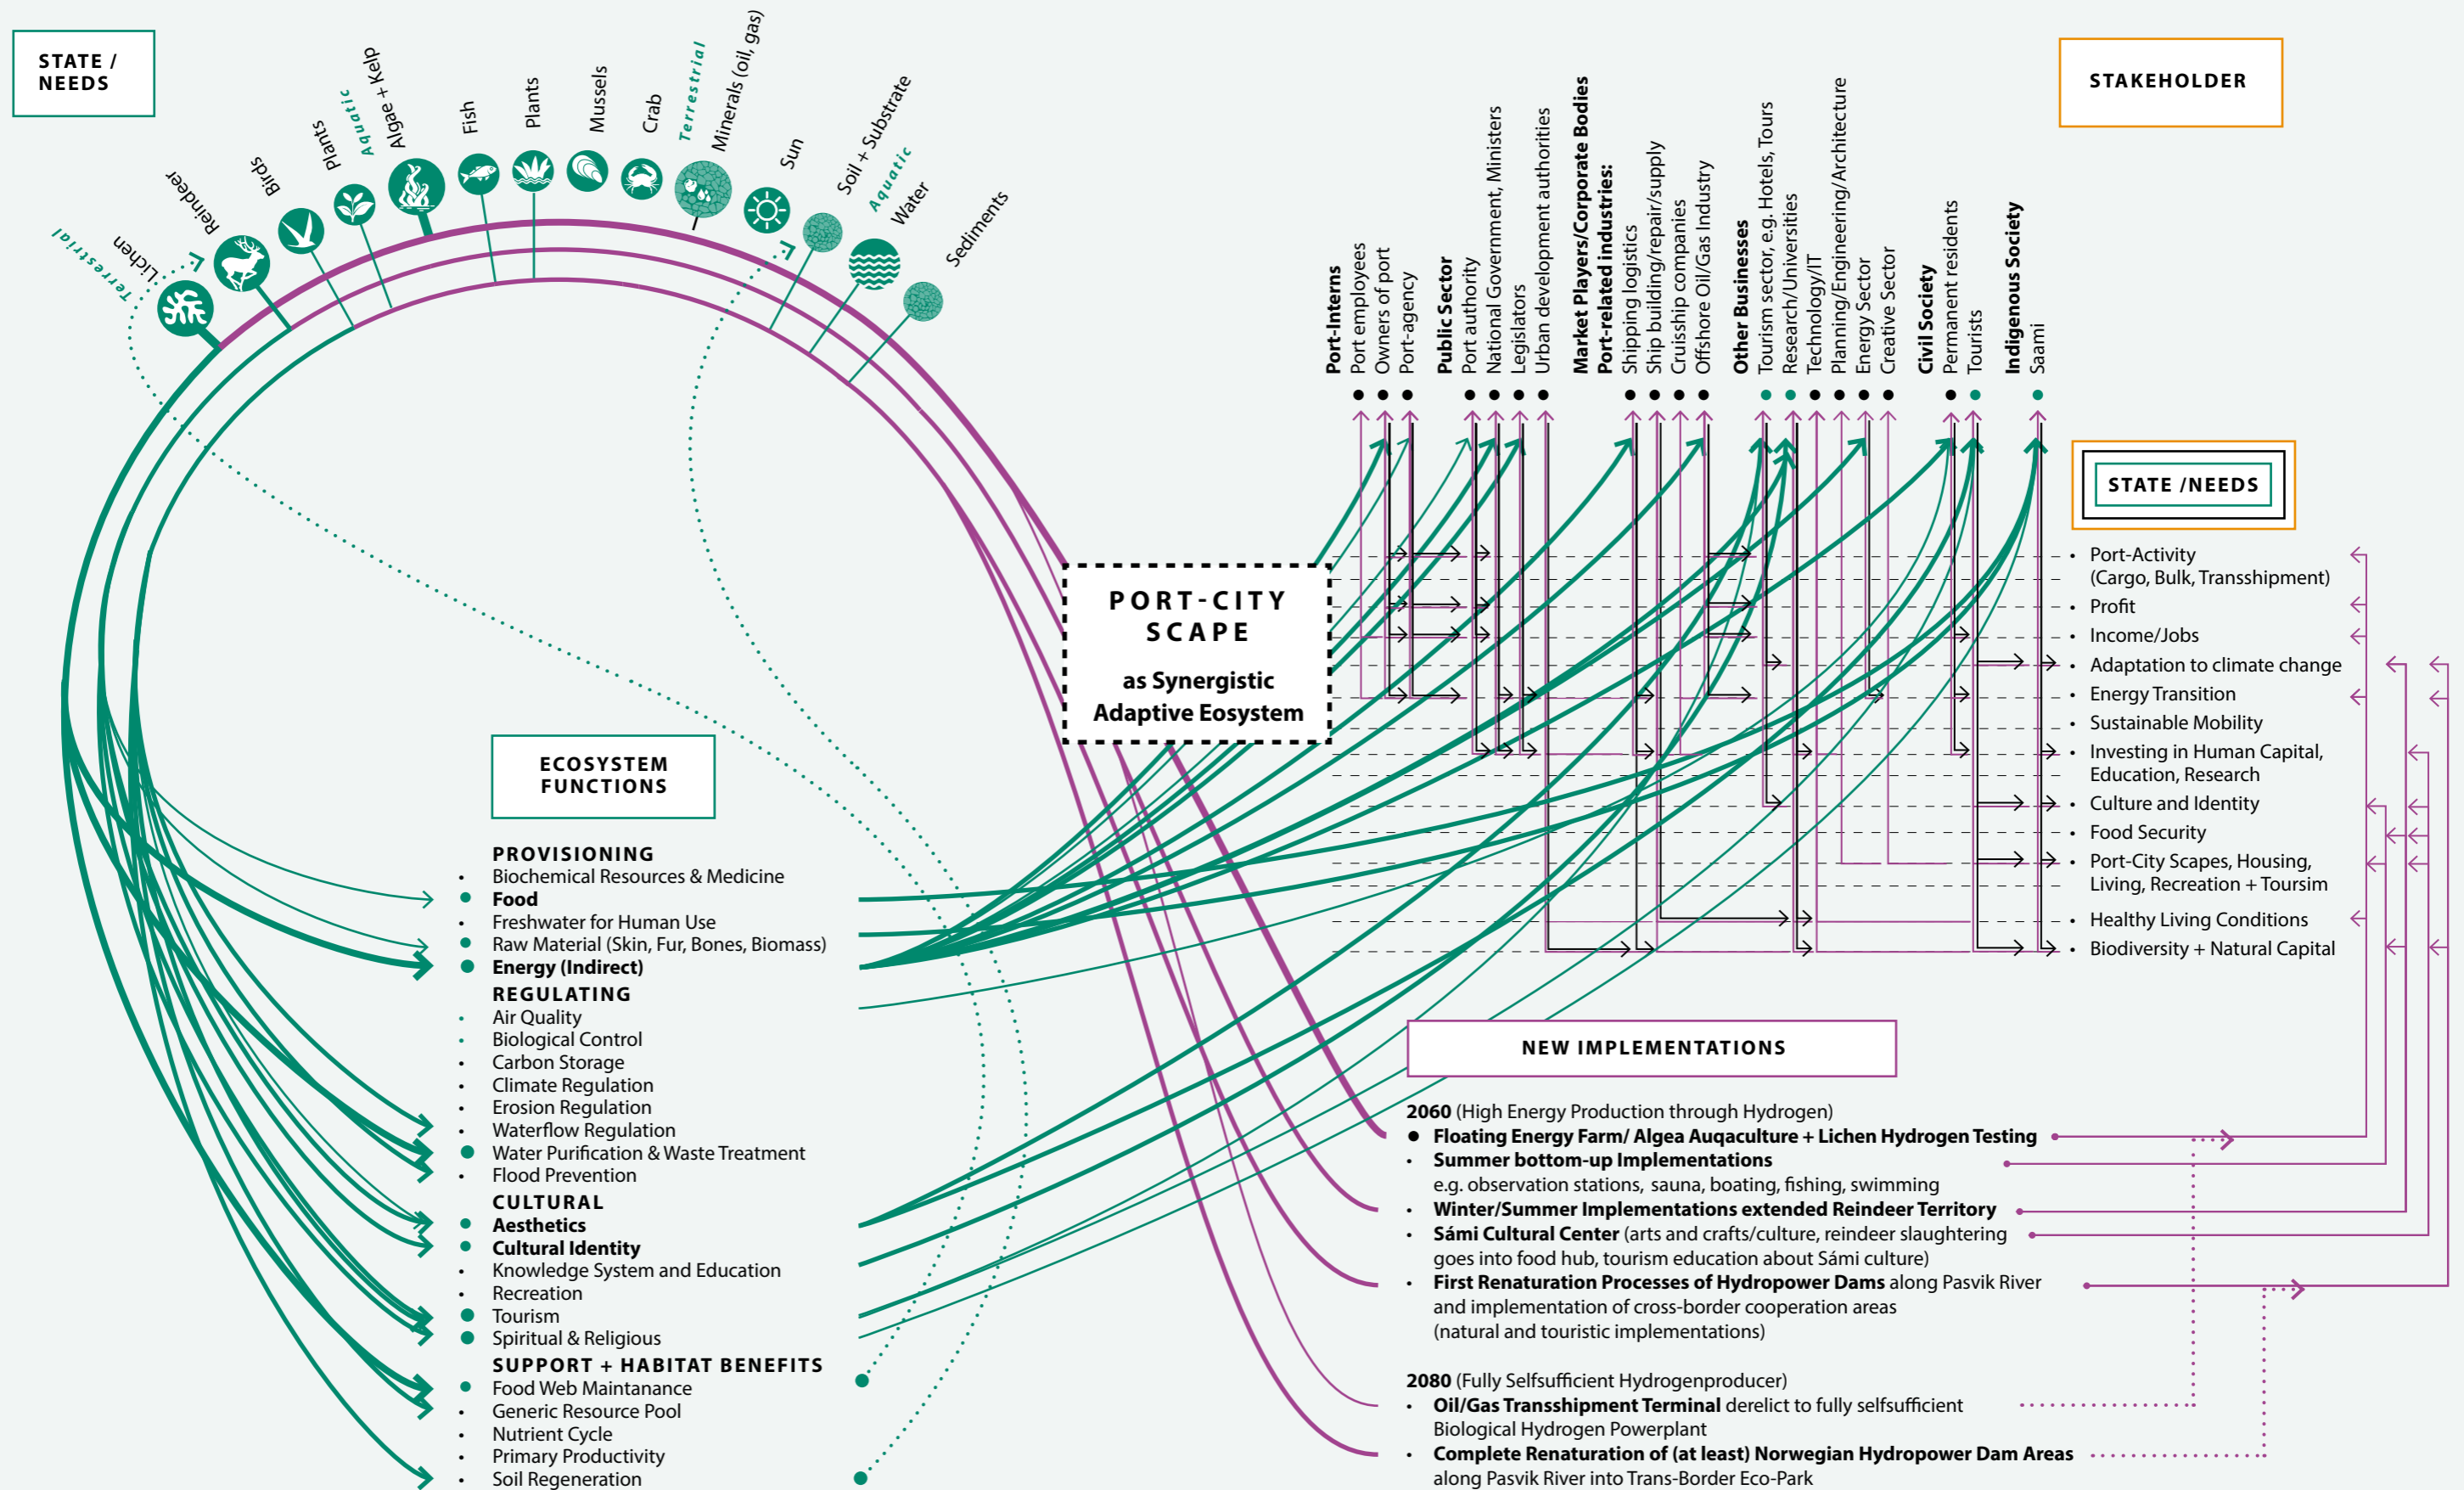 STATE /
NEEDS
Terrestrial
Lichen
Reindeer
Birds
Plants
Aquatic
Algae + Kelp
Fish
Plants
Mussels
Crab
Terrestrial
Minerals (oil, gas)
Sun
Soil + Substrate
Aquatic
Water
Sediments
STAKEHOLDER
Port-Interns
Port employees
Owners of port
Port-agency
Public Sector
Port authority
National Government, Ministers
Legislators
Urban development authorities
Market Players/Corporate Bodies
Port-related industries:
Shipping logistics
Ship building/repair/supply
Cruisship companies
Offshore Oil/Gas Industry
Other Businesses
Tourism sector, e.g. Hotels, Tours
Research/Universities
Technology/IT
Planning/Engineering/Architecture
Energy Sector
Creative Sector
Civil Society
Permanent residents
Tourists
Indigenous Society
Saami
STATE /NEEDS
• Port-Activity
(Cargo, Bulk, Transshipment)
• Profit
• Income/Jobs
• Adaptation to climate change
• Energy Transition
• Sustainable Mobility
• Investing in Human Capital,
Education, Research
• Culture and Identity
• Food Security
• Port-City Scapes, Housing,
Living, Recreation + Toursim
• Healthy Living Conditions
• Biodiversity + Natural Capital
PORT-CITY
SCAPE
as Synergistic
Adaptive Eosystem
ECOSYSTEM
FUNCTIONS
PROVISIONING
• Biochemical Resources & Medicine
• Food
• Freshwater for Human Use
• Raw Material (Skin, Fur, Bones, Biomass)
• Energy (Indirect)
REGULATING
• Air Quality
• Biological Control
• Carbon Storage
• Climate Regulation
• Erosion Regulation
• Waterflow Regulation
• Water Purification & Waste Treatment
• Flood Prevention
CULTURAL
• Aesthetics
• Cultural Identity
• Knowledge System and Education
• Recreation
• Tourism
• Spiritual & Religious
SUPPORT + HABITAT BENEFITS
• Food Web Maintanance
• Generic Resource Pool
• Nutrient Cycle
• Primary Productivity
• Soil Regeneration
NEW IMPLEMENTATIONS
2060 (High Energy Production through Hydrogen)
• Floating Energy Farm/ Algea Auqaculture + Lichen Hydrogen Testing
• Summer bottom-up Implementations
e.g. observation stations, sauna, boating, fishing, swimming
• Winter/Summer Implementations extended Reindeer Territory
• Sámi Cultural Center (arts and crafts/culture, reindeer slaughtering
goes into food hub, tourism education about Sámi culture)
• First Renaturation Processes of Hydropower Dams along Pasvik River
and implementation of cross-border cooperation areas
(natural and touristic implementations)
2080 (Fully Selfsufficient Hydrogenproducer)
• Oil/Gas Transshipment Terminal derelict to fully selfsufficient
Biological Hydrogen Powerplant
• Complete Renaturation of (at least) Norwegian Hydropower Dam Areas
along Pasvik River into Trans-Border Eco-Park